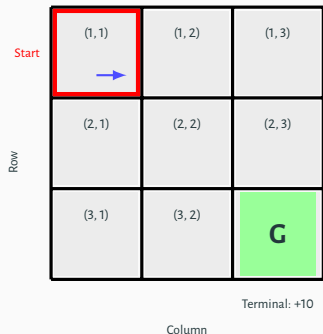 (1, 1)
(1, 2)
(1, 3)
Start
(2, 1)
(2, 2)
(2, 3)
Row
(3, 1)
(3, 2)
G
Terminal: +10
Column